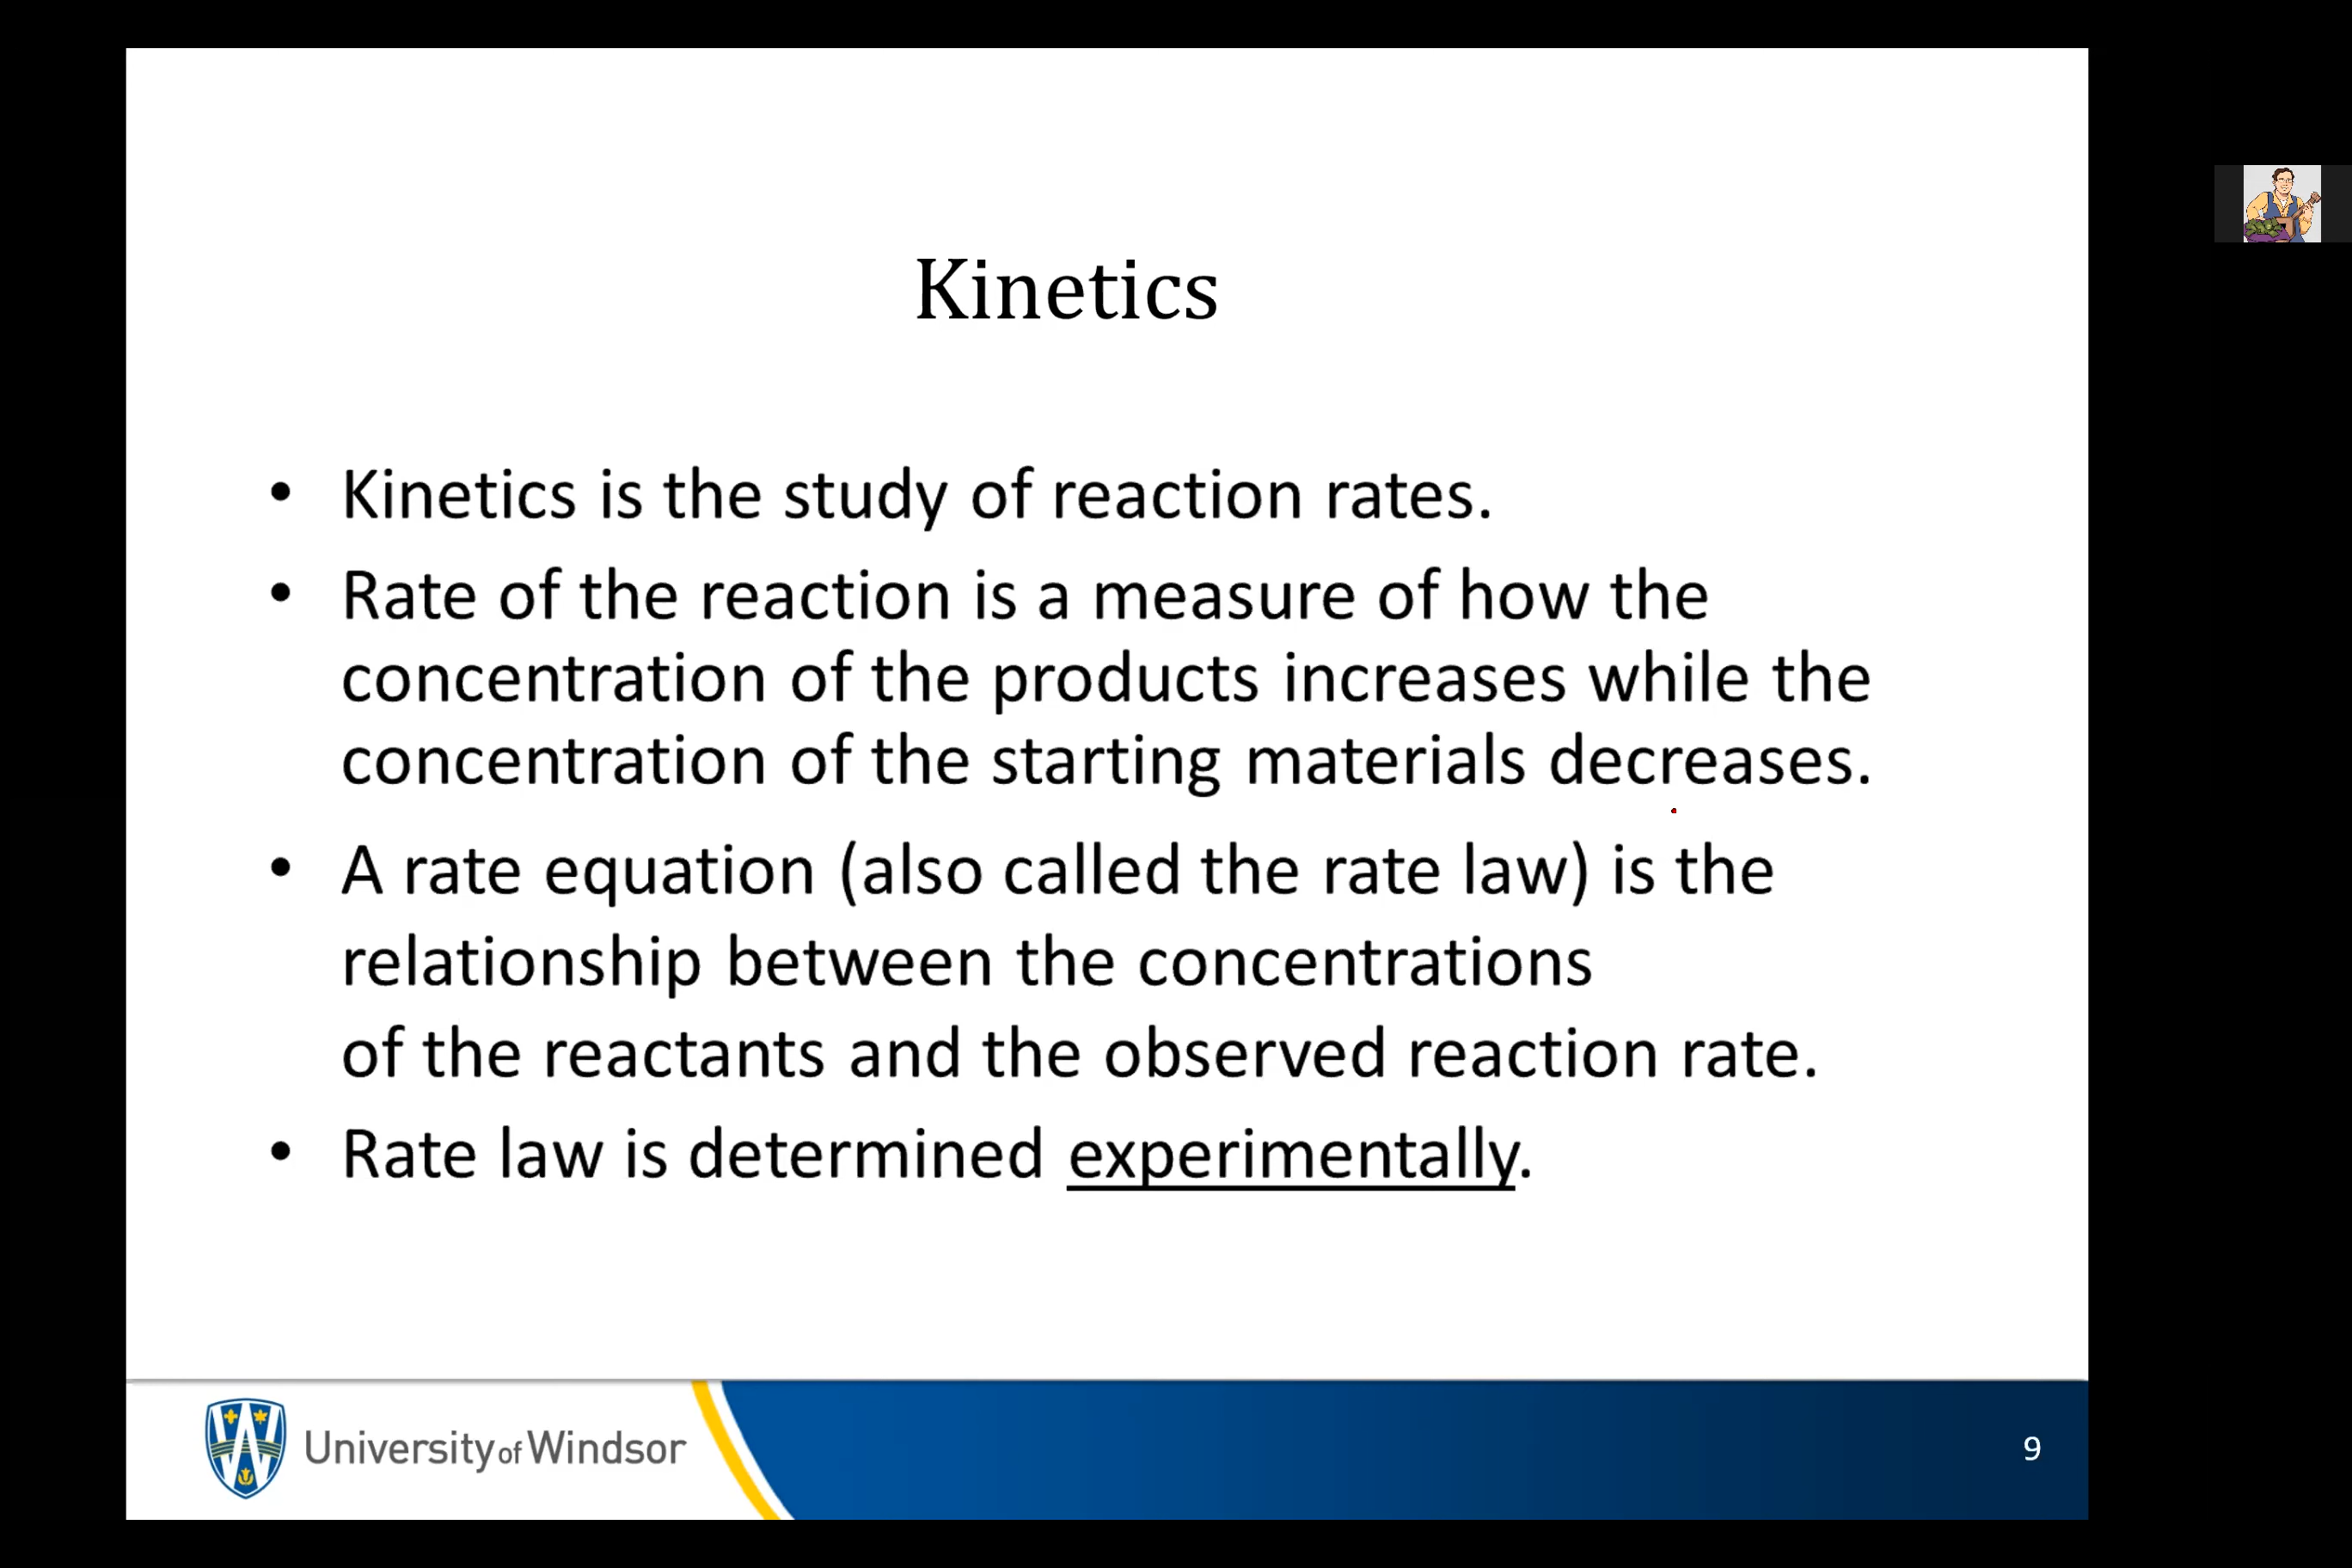 Kinetics
• Kinetics is the study of reaction rates.
• Rate of the reaction is a measure of how the
concentration of the products increases while the
concentration of the starting materials decreases.
• A rate equation (also called the rate law) is the
relationship between the concentrations
of the reactants and the observed reaction rate.
• Rate law is determined experimentally.
University of Windsor
9